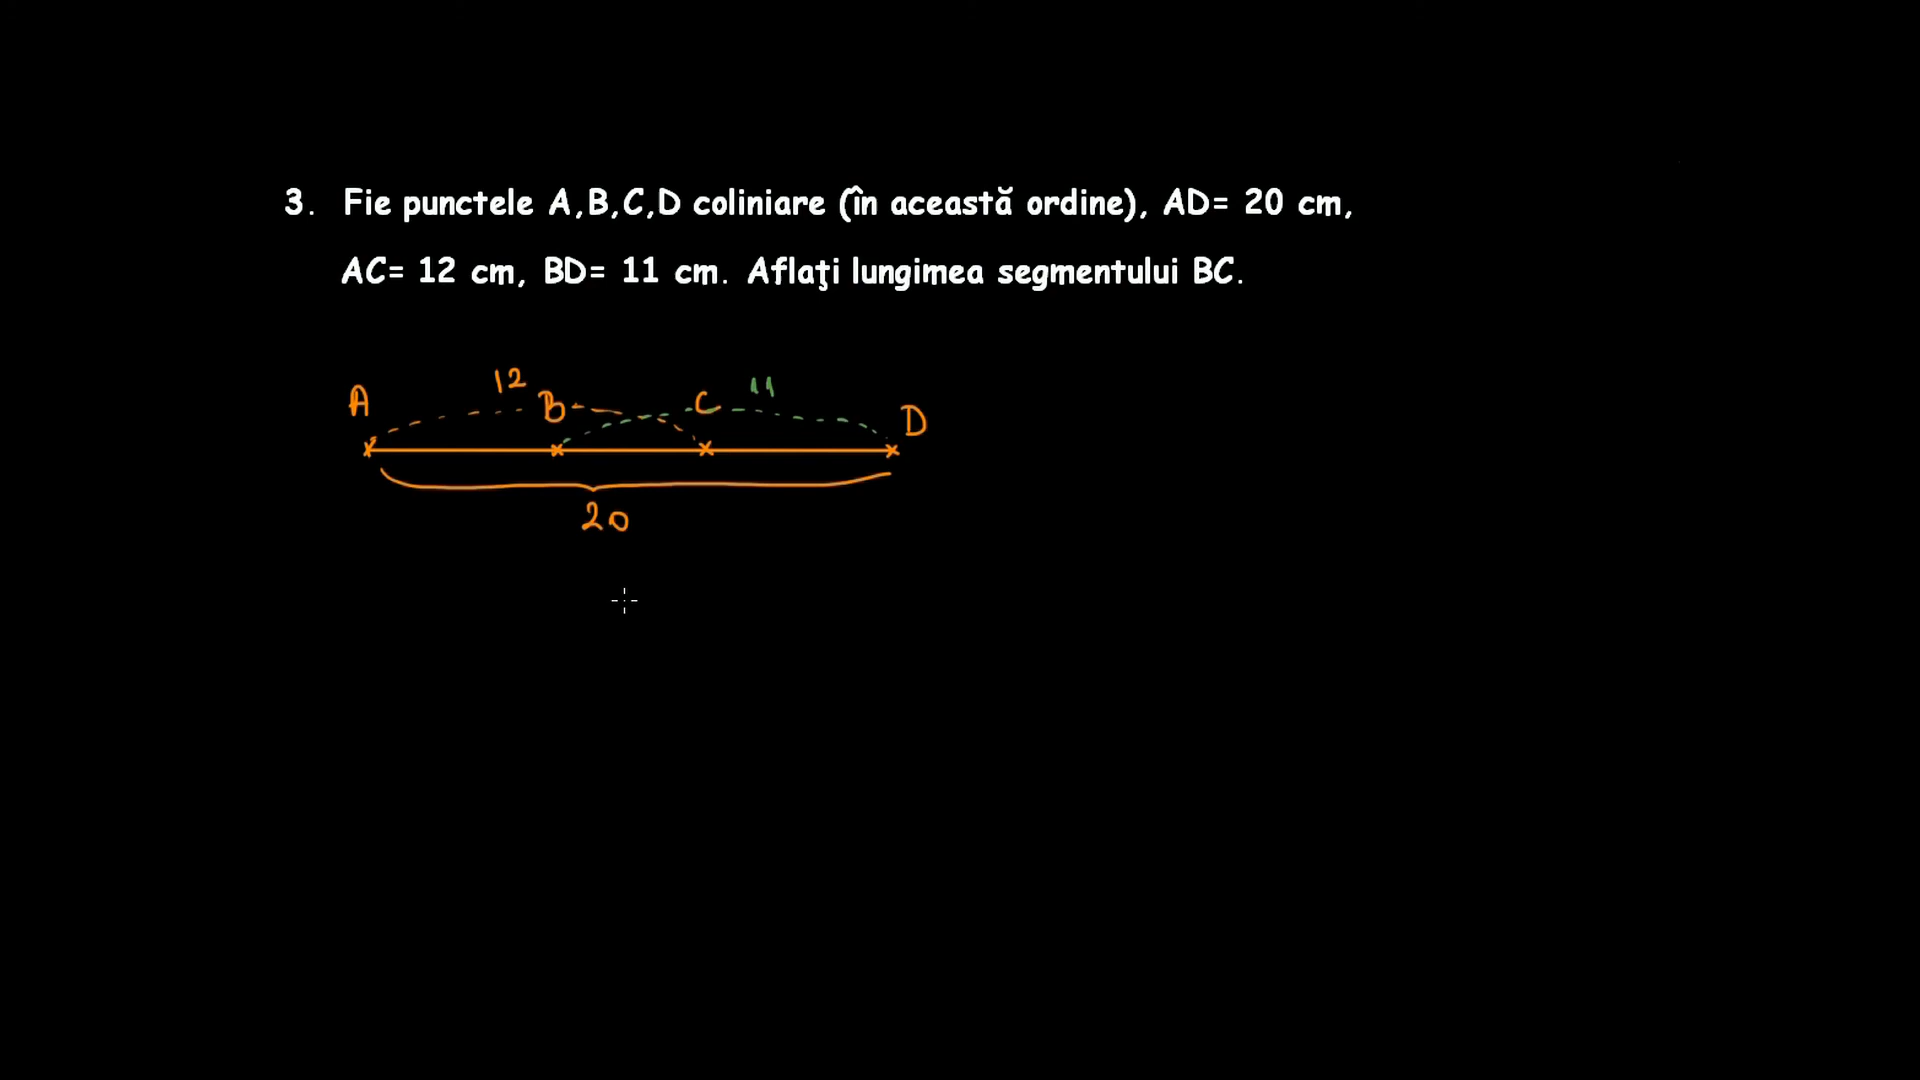 3. Fie punctele A,B,C,D coliniare (în această ordine), AD= 20 cm,
AC= 12 cm, BD= 11 cm. Aflaţi lungimea segmentului BC.
12 11
A B C D
20